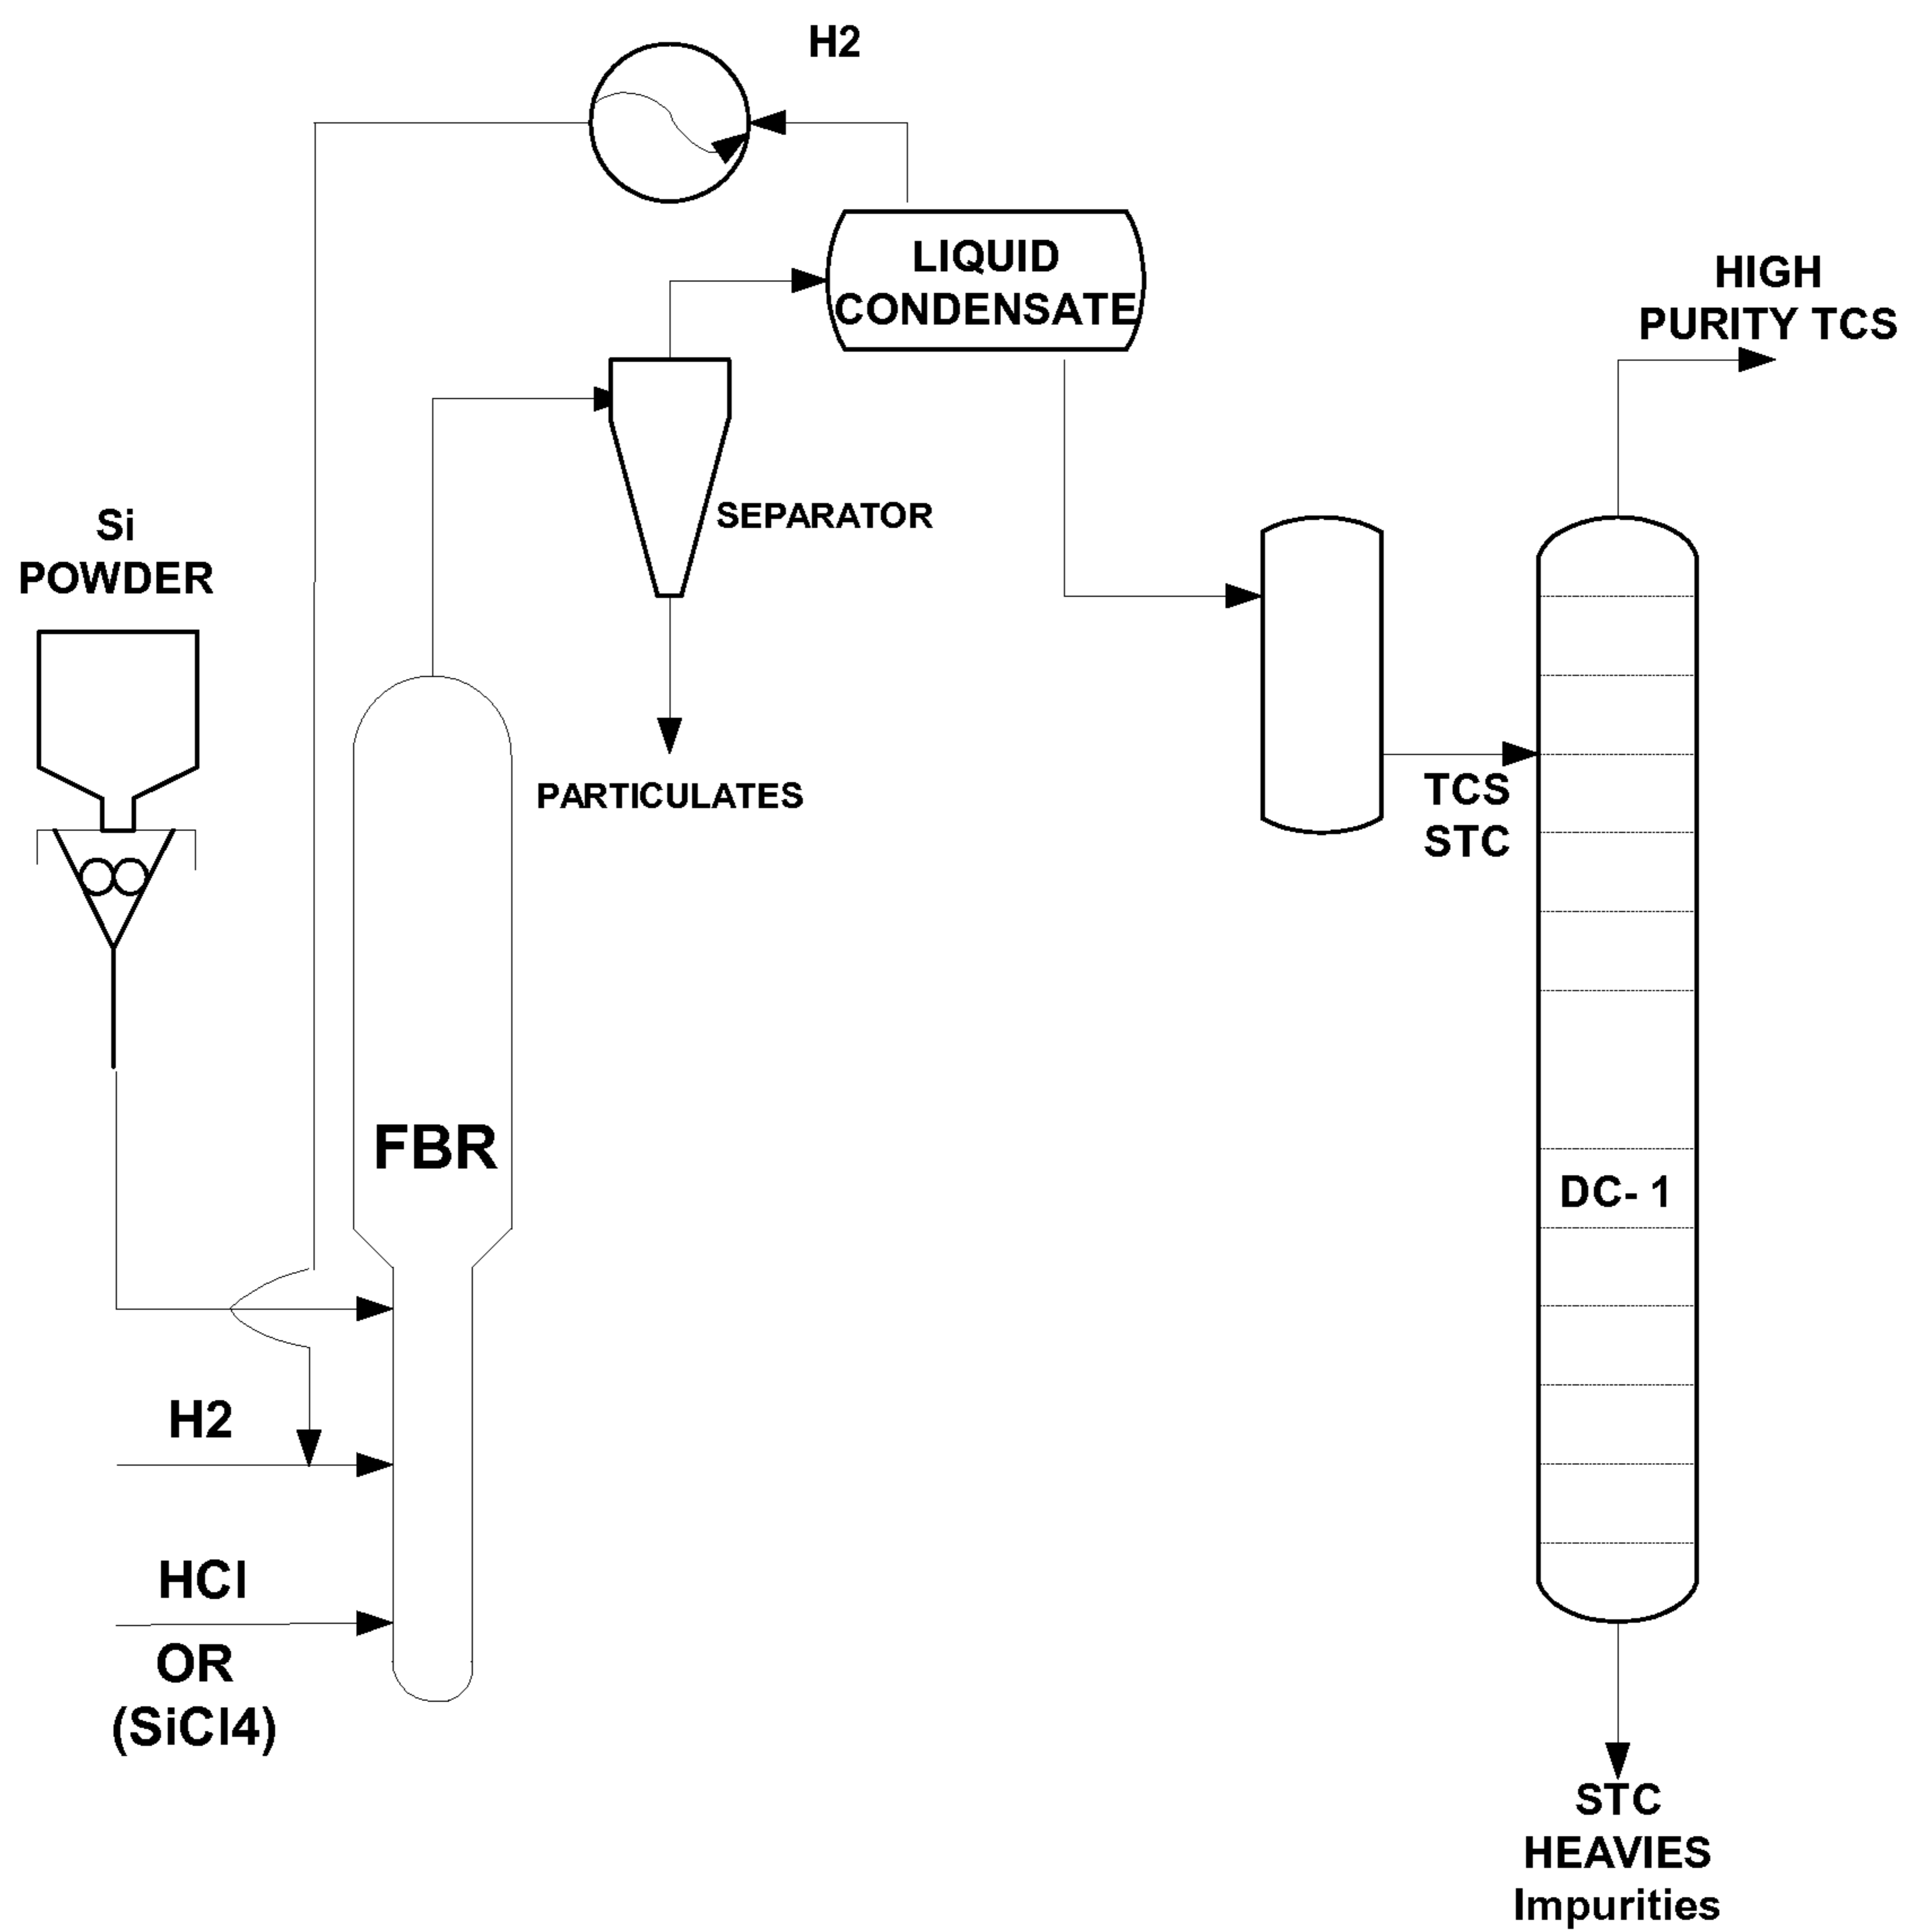 H2
LIQUID
CONDENSATE
HIGH
PURITY TCS
SEPARATOR
Si
POWDER
PARTICULATES
TCS
STC
FBR
DC- 1
H2
HCl
OR
(SiCl4)
STC
HEAVIES
Impurities